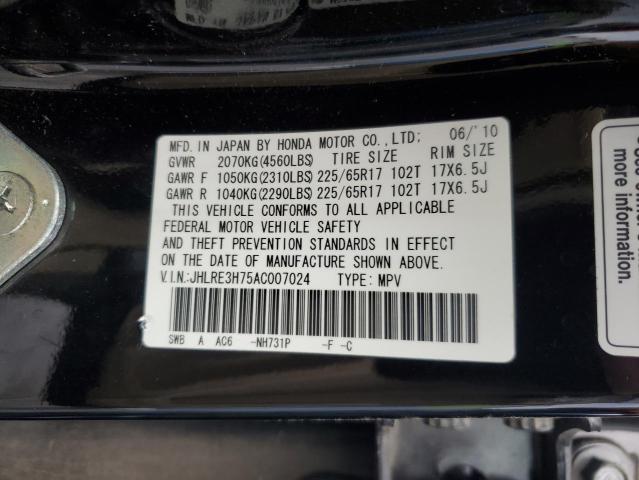 MFD. IN JAPAN BY HONDA MOTOR CO.,LTD: 06/'10
GVWR 2070KG(4560LBS) TIRE SIZE RIM SIZE
GAWR F 1050KG(2310LBS) 225/65R17 102T 17X6.5J
GAWR R 1040KG(2290LBS) 225/65R17 102T 17X6.5J
THIS VEHICLE CONFORMS TO ALL APPLICABLE
FEDERAL MOTOR VEHICLE SAFETY
AND THEFT PREVENTION STANDARDS IN EFFECT
ON THE DATE OF MANUFACTURE SHOWN ABOVE.
V.I.N.:JHLRE3H75AC007024 TYPE: MPV
SWB A AC6 -NH731P -F -C
more information.